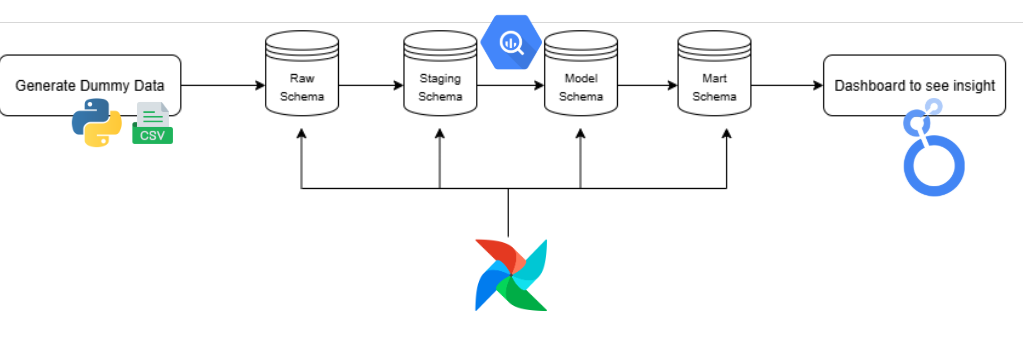 Generate Dummy Data
CSV
Raw
Schema
Staging
Schema
Model
Schema
Mart
Schema
Dashboard to see insight